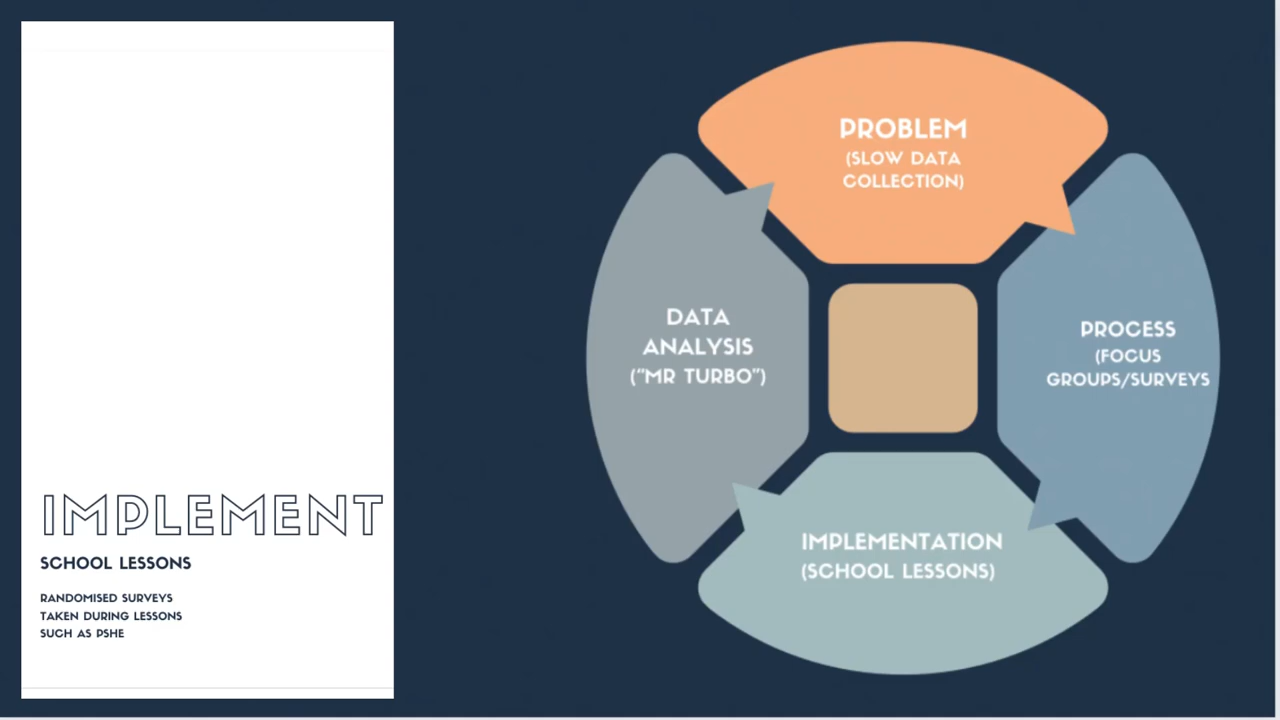 IMPLEMENT
SCHOOL LESSONS
RANDOMISED SURVEYS
TAKEN DURING LESSONS
SUCH AS PSHE
PROBLEM
(SLOW DATA
COLLECTION)
PROCESS
(FOCUS
GROUPS/SURVEYS
IMPLEMENTATION
(SCHOOL LESSONS)
DATA
ANALYSIS
("MR TURBO")